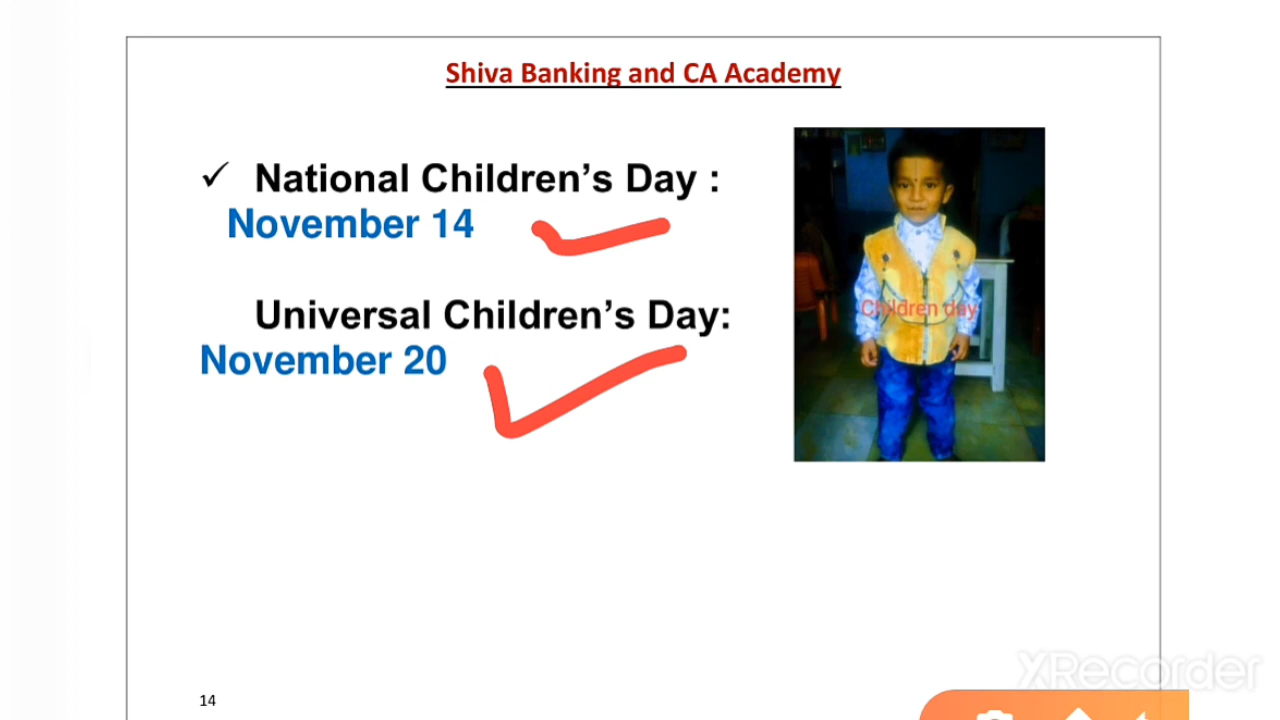 Shiva Banking and CA Academy
✓ National Children's Day :
November 14
Universal Children's Day:
November 20
Children day
14
XRecorder